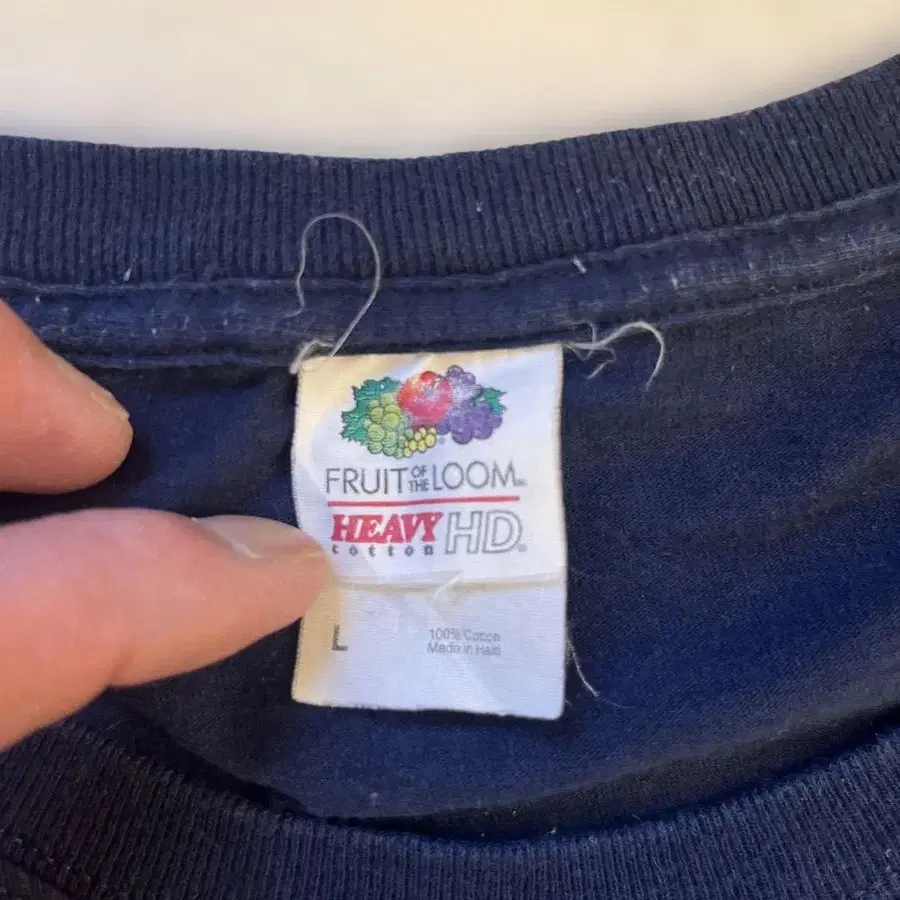 FRUIT OF THE LOOM®
HEAVY HD®
cotton
L
100% Cotton
Made in Haiti